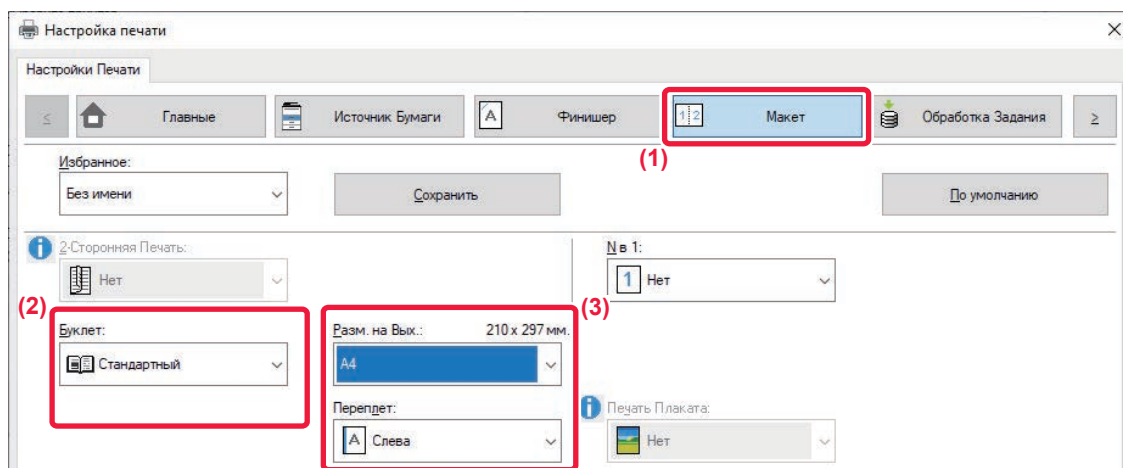 Настройка печати
Настройки Печати
< Главные Источник Бумаги A Финишер 1 2 Макет Обработка Задания >
(1)
Избранное:
Без имени Сохранить По умолчанию
2-Сторонняя Печать: N в 1:
Нет 1 Нет
(2) (3)
Буклет: Разм. на Вых.: 210 x 297 мм.
Стандартный A4
Переплет: Печать Плаката:
A Слева Нет